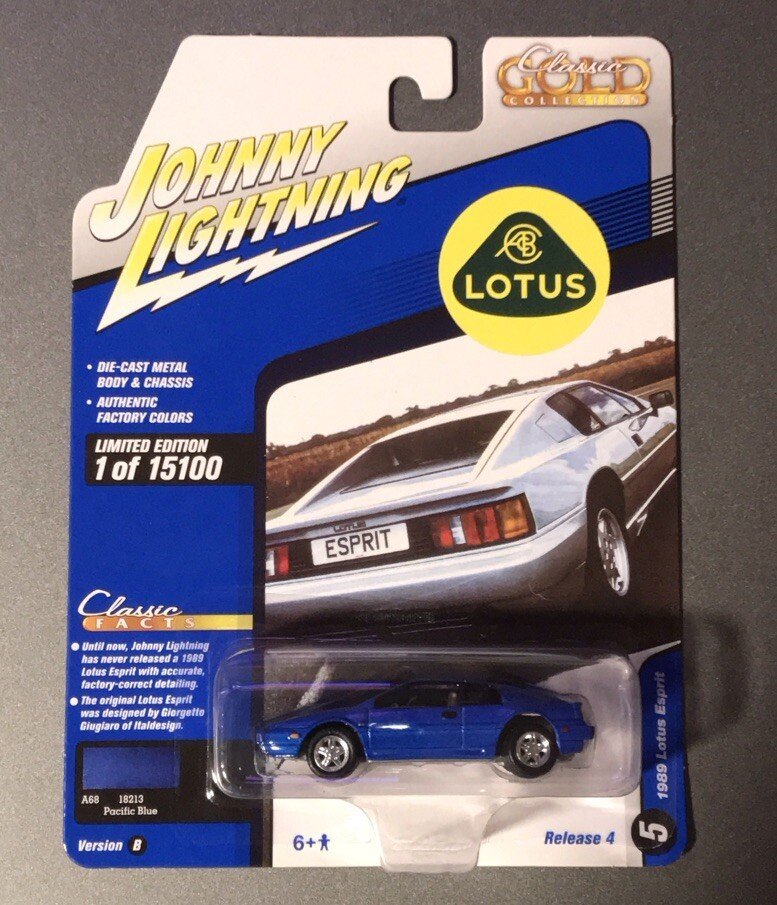 Classic
GOLD
COLLECTION
JOHNNY
LIGHTNING
ACBC
LOTUS
• DIE-CAST METAL
BODY & CHASSIS
• AUTHENTIC
FACTORY COLORS
LIMITED EDITION
1 of 15100
LOTUS
ESPRIT
Classic
FACTS
• Until now, Johnny Lightning
has never released a 1989
Lotus Esprit with accurate,
factory-correct detailing.
• The original Lotus Esprit
was designed by Giorgetto
Giugiaro of Italdesign.
A68 18213
Pacific Blue
Version B
6+
Release 4
5
1989 Lotus Esprit